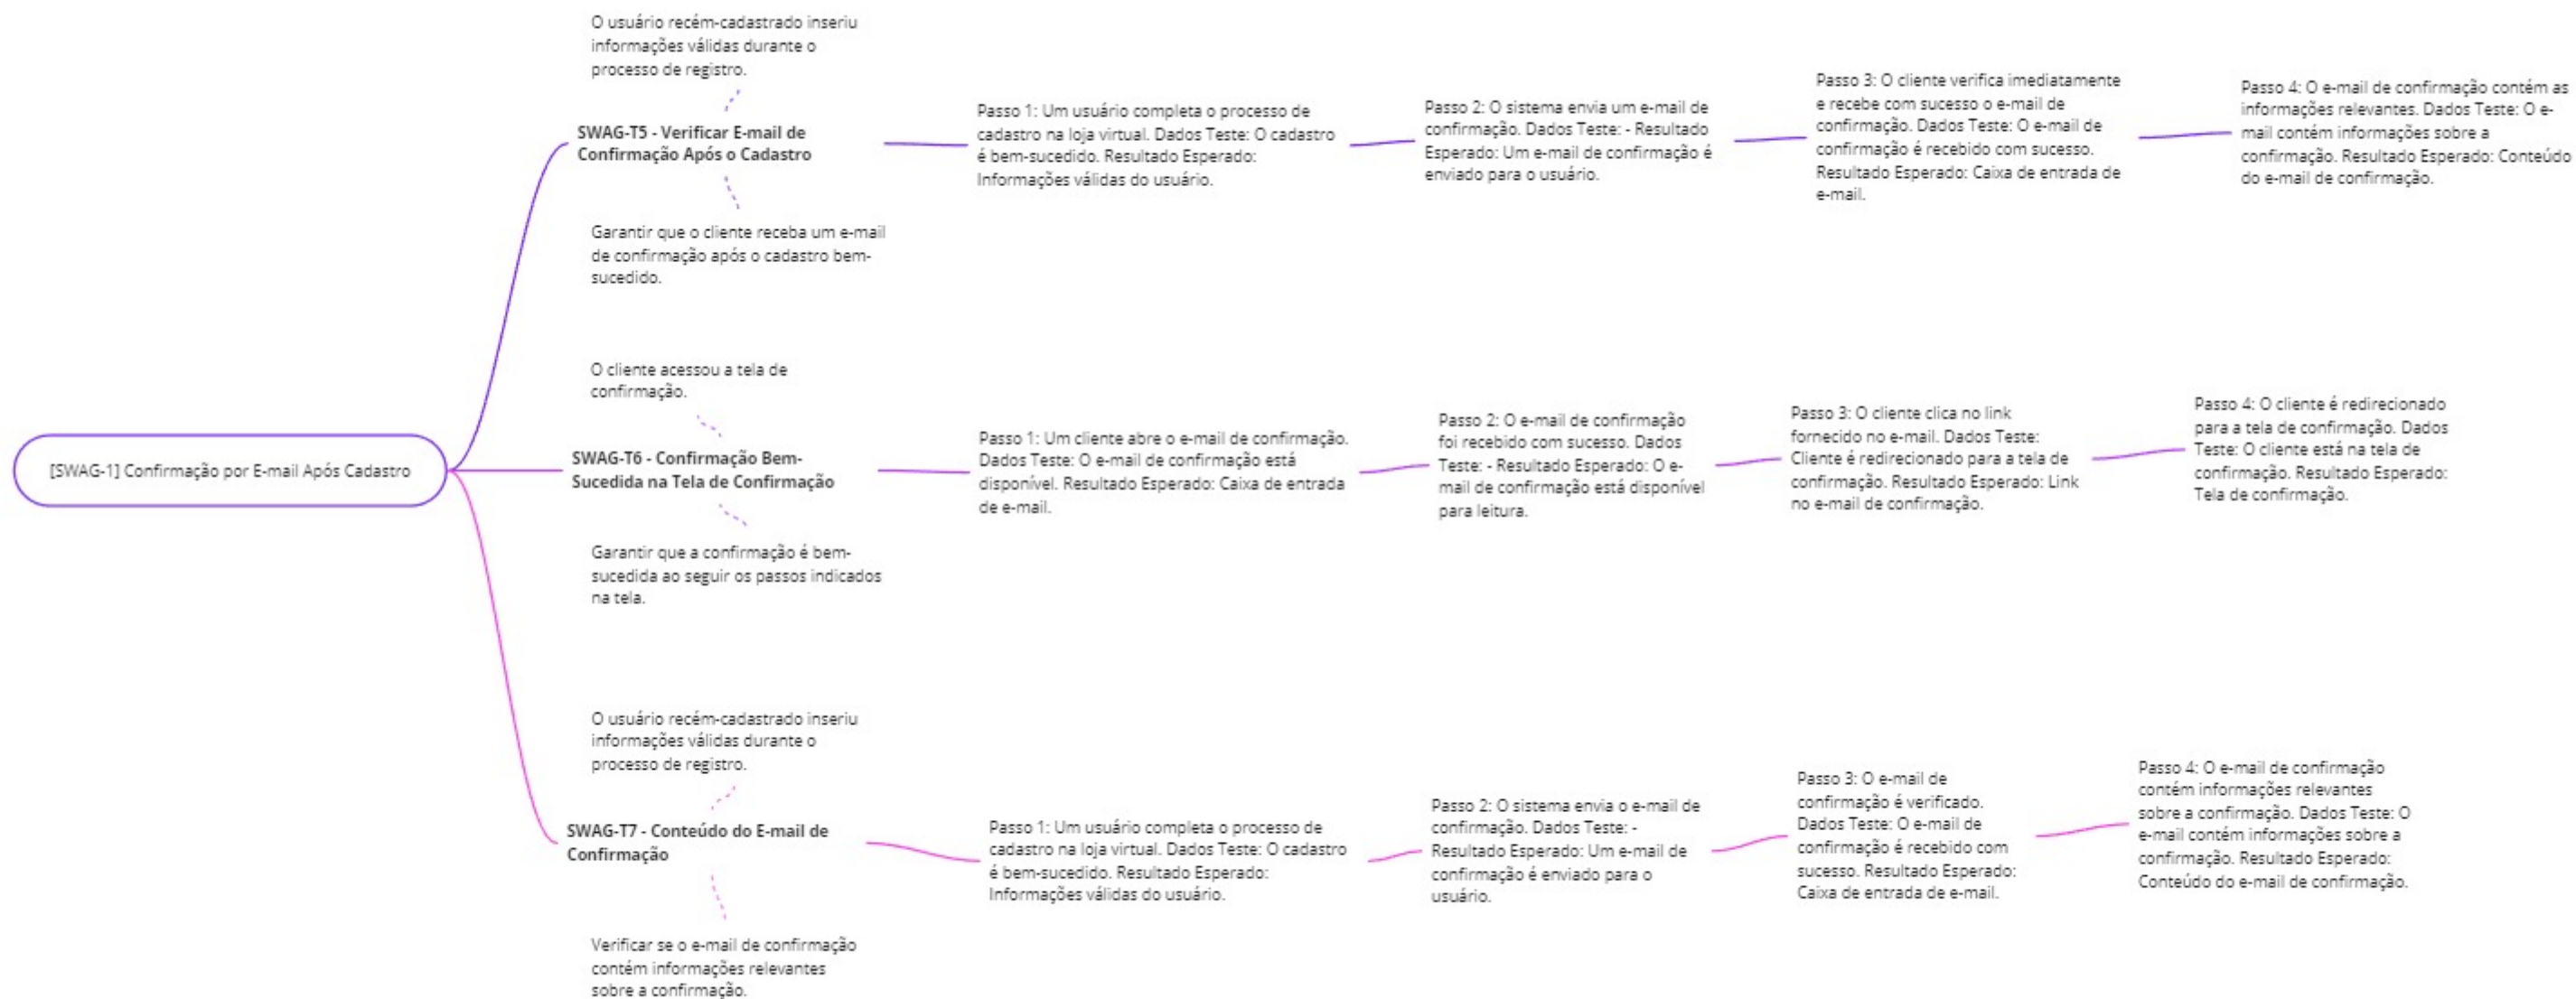 [SWAG-1] Confirmação por E-mail Após Cadastro
O usuário recém-cadastrado inseriu
informações válidas durante o
processo de registro.
SWAG-T5 - Verificar E-mail de
Confirmação Após o Cadastro
Garantir que o cliente receba um e-mail
de confirmação após o cadastro bem-
sucedido.
Passo 1: Um usuário completa o processo de
cadastro na loja virtual. Dados Teste: O cadastro
é bem-sucedido. Resultado Esperado:
Informações válidas do usuário.
Passo 2: O sistema envia um e-mail de
confirmação. Dados Teste: - Resultado
Esperado: Um e-mail de confirmação é
enviado para o usuário.
Passo 3: O cliente verifica imediatamente
e recebe com sucesso o e-mail de
confirmação. Dados Teste: O e-mail de
confirmação é recebido com sucesso.
Resultado Esperado: Caixa de entrada de
e-mail.
Passo 4: O e-mail de confirmação contém as
informações relevantes. Dados Teste: O e-
mail contém informações sobre a
confirmação. Resultado Esperado: Conteúdo
do e-mail de confirmação.
O cliente acessou a tela de
confirmação.
SWAG-T6 - Confirmação Bem-
Sucedida na Tela de Confirmação
Garantir que a confirmação é bem-
sucedida ao seguir os passos indicados
na tela.
Passo 1: Um cliente abre o e-mail de confirmação.
Dados Teste: O e-mail de confirmação está
disponível. Resultado Esperado: Caixa de entrada
de e-mail.
Passo 2: O e-mail de confirmação
foi recebido com sucesso. Dados
Teste: - Resultado Esperado: O e-
mail de confirmação está disponível
para leitura.
Passo 3: O cliente clica no link
fornecido no e-mail. Dados Teste:
Cliente é redirecionado para a tela de
confirmação. Resultado Esperado: Link
no e-mail de confirmação.
Passo 4: O cliente é redirecionado
para a tela de confirmação. Dados
Teste: O cliente está na tela de
confirmação. Resultado Esperado:
Tela de confirmação.
O usuário recém-cadastrado inseriu
informações válidas durante o
processo de registro.
SWAG-T7 - Conteúdo do E-mail de
Confirmação
Verificar se o e-mail de confirmação
contém informações relevantes
sobre a confirmação.
Passo 1: Um usuário completa o processo de
cadastro na loja virtual. Dados Teste: O cadastro
é bem-sucedido. Resultado Esperado:
Informações válidas do usuário.
Passo 2: O sistema envia o e-mail de
confirmação. Dados Teste: -
Resultado Esperado: Um e-mail de
confirmação é enviado para o
usuário.
Passo 3: O e-mail de
confirmação é verificado.
Dados Teste: O e-mail de
confirmação é recebido com
sucesso. Resultado Esperado:
Caixa de entrada de e-mail.
Passo 4: O e-mail de confirmação
contém informações relevantes
sobre a confirmação. Dados Teste: O
e-mail contém informações sobre a
confirmação. Resultado Esperado:
Conteúdo do e-mail de confirmação.